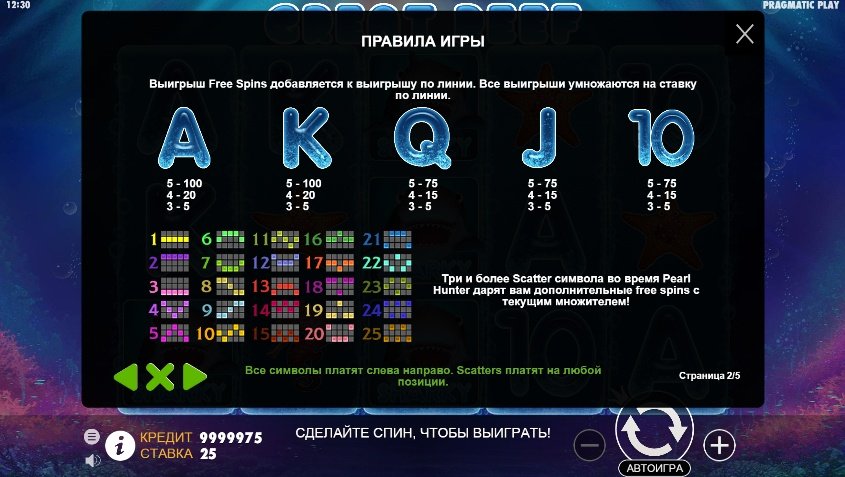 12:30
PRAGMATIC PLAY
GREAT REEF
ПРАВИЛА ИГРЫ
Выигрыш Free Spins добавляется к выигрышу по линии. Все выигрыши умножаются на ставку
по линии.
A K Q J 10
5 - 100 5 - 100 5 - 75 5 - 75 5 - 75
4 - 20 4 - 20 4 - 15 4 - 15 4 - 15
3 - 5 3 - 5 3 - 5 3 - 5 3 - 5
1 6 11 16 21
2 7 12 17 22
3 8 13 18 23
4 9 14 19 24
5 10 15 20 25
Три и более Scatter символа во время Pearl
Hunter дарят вам дополнительные free spins с
текущим множителем!
Все символы платят слева направо. Scatters платят на любой
позиции.
Страница 2/5
КРЕДИТ 9999975
СТАВКА 25
СДЕЛАЙТЕ СПИН, ЧТОБЫ ВЫИГРАТЬ!
АВТОИГРА